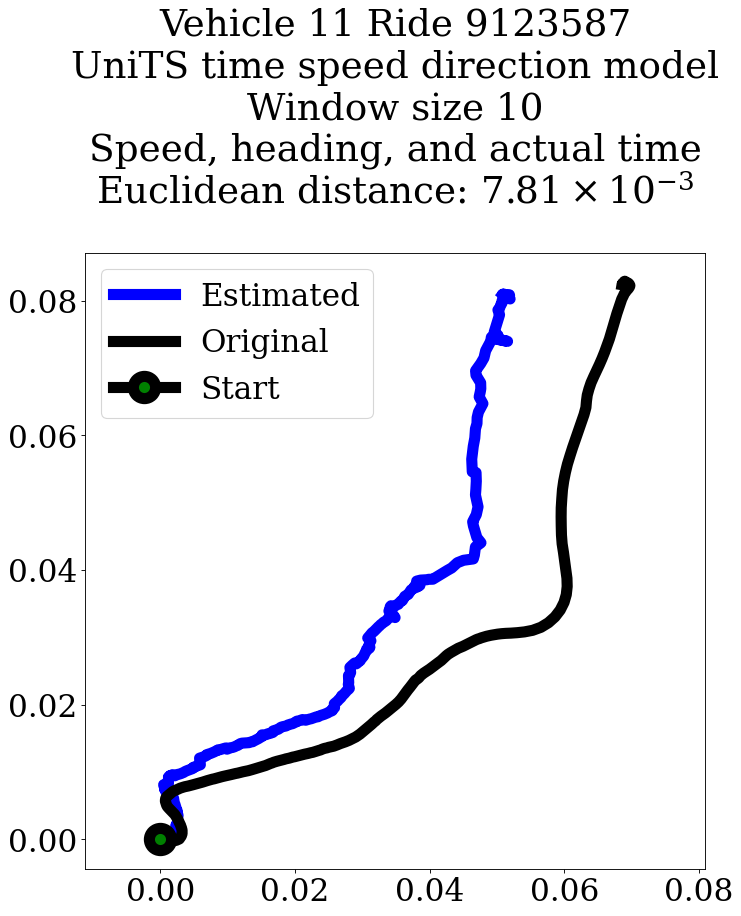 Vehicle 11 Ride 9123587
UniTS time speed direction model
Window size 10
Speed, heading, and actual time
Euclidean distance: 7.81 × 10⁻³
Estimated
Original
Start
0.08
0.06
0.04
0.02
0.00
0.00 0.02 0.04 0.06 0.08